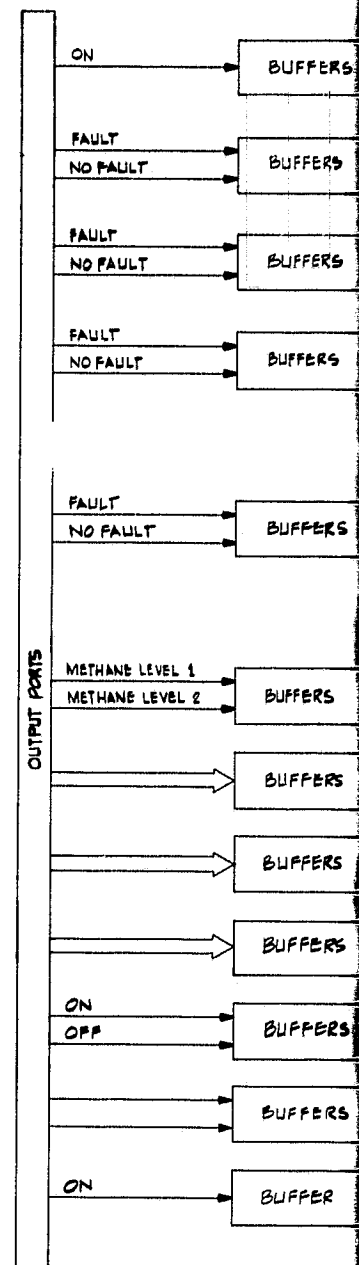 ON
BUFFERS
FAULT
NO FAULT
BUFFERS
FAULT
NO FAULT
BUFFERS
FAULT
NO FAULT
BUFFERS
FAULT
NO FAULT
BUFFERS
OUTPUT PORTS
METHANE LEVEL 1
METHANE LEVEL 2
BUFFERS
BUFFERS
BUFFERS
BUFFERS
ON
OFF
BUFFERS
BUFFERS
ON
BUFFER